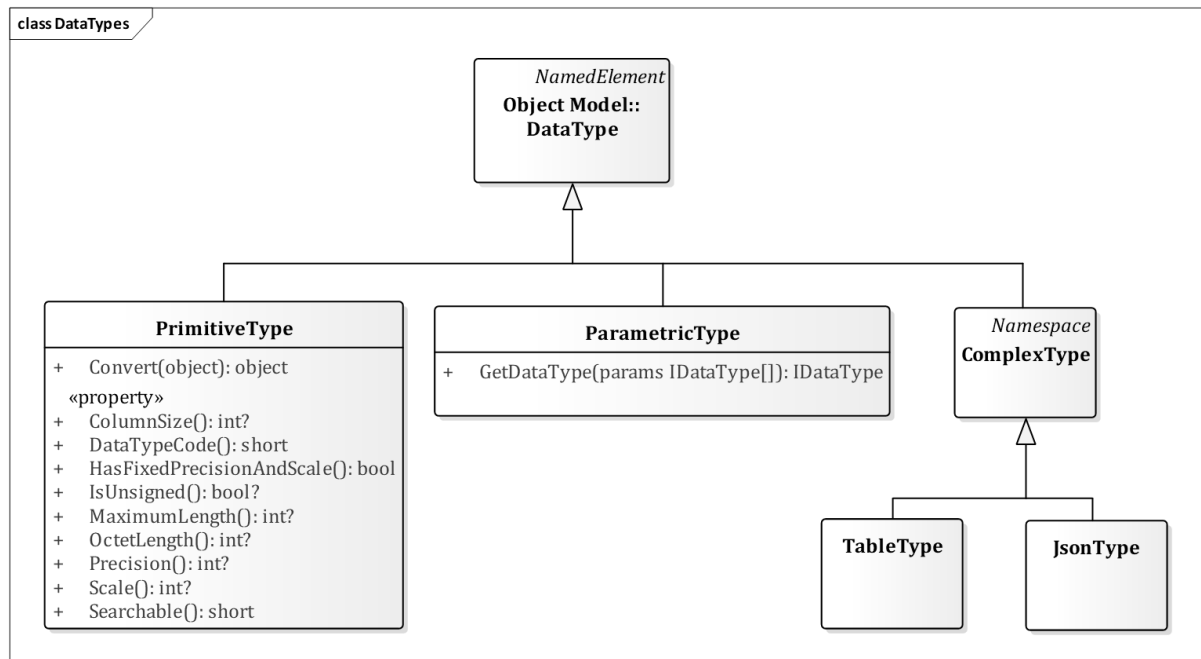 class DataTypes
NamedElement
Object Model::
DataType
PrimitiveType
+ Convert(object): object
«property»
+ ColumnSize(): int?
+ DataTypeCode(): short
+ HasFixedPrecisionAndScale(): bool
+ IsUnsigned(): bool?
+ MaximumLength(): int?
+ OctetLength(): int?
+ Precision(): int?
+ Scale(): int?
+ Searchable(): short
ParametricType
+ GetDataType(params IDataType[]): IDataType
Namespace
ComplexType
TableType
JsonType